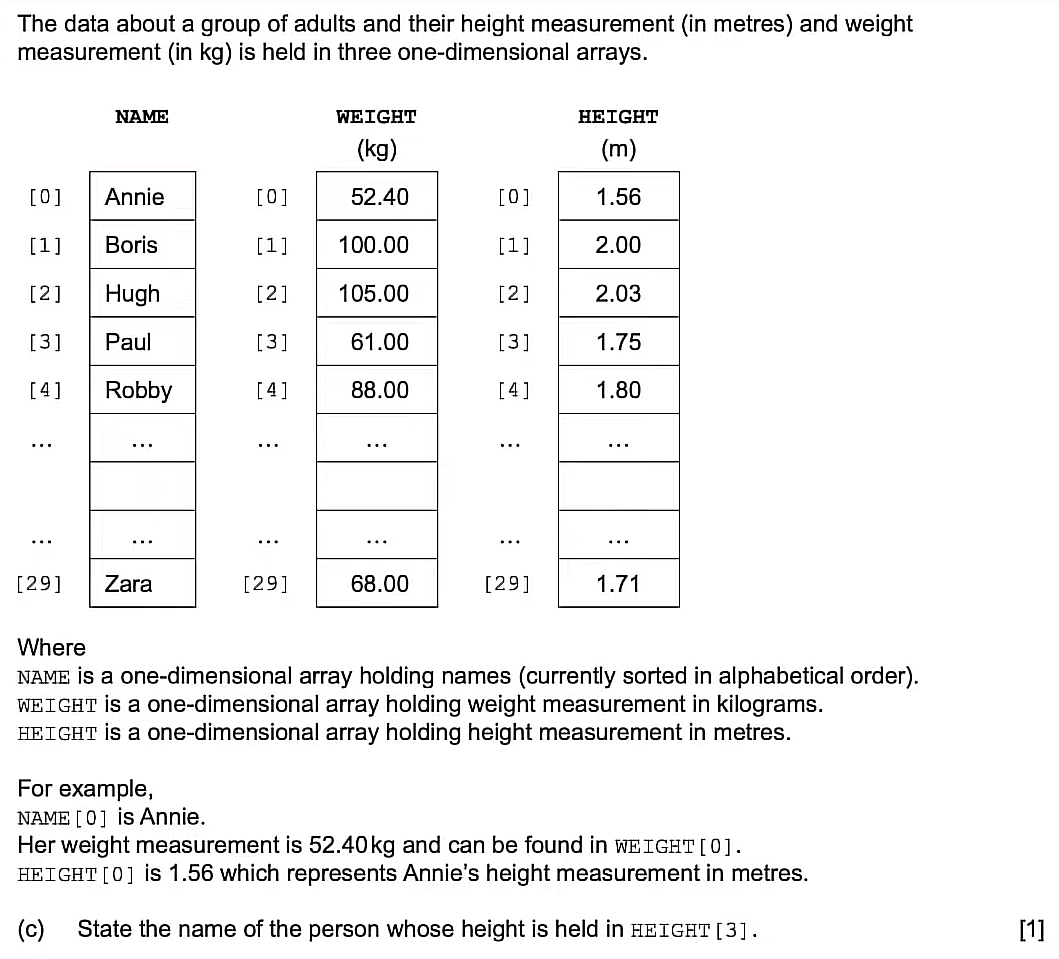 The data about a group of adults and their height measurement (in metres) and weight
measurement (in kg) is held in three one-dimensional arrays.
NAME WEIGHT HEIGHT
(kg) (m)
[0] Annie [0] 52.40 [0] 1.56
[1] Boris [1] 100.00 [1] 2.00
[2] Hugh [2] 105.00 [2] 2.03
[3] Paul [3] 61.00 [3] 1.75
[4] Robby [4] 88.00 [4] 1.80
... ... ... ... ... ...
... ... ... ... ... ...
[29] Zara [29] 68.00 [29] 1.71
Where
NAME is a one-dimensional array holding names (currently sorted in alphabetical order).
WEIGHT is a one-dimensional array holding weight measurement in kilograms.
HEIGHT is a one-dimensional array holding height measurement in metres.
For example,
NAME[0] is Annie.
Her weight measurement is 52.40kg and can be found in WEIGHT[0].
HEIGHT[0] is 1.56 which represents Annie's height measurement in metres.
(c) State the name of the person whose height is held in HEIGHT[3]. [1]